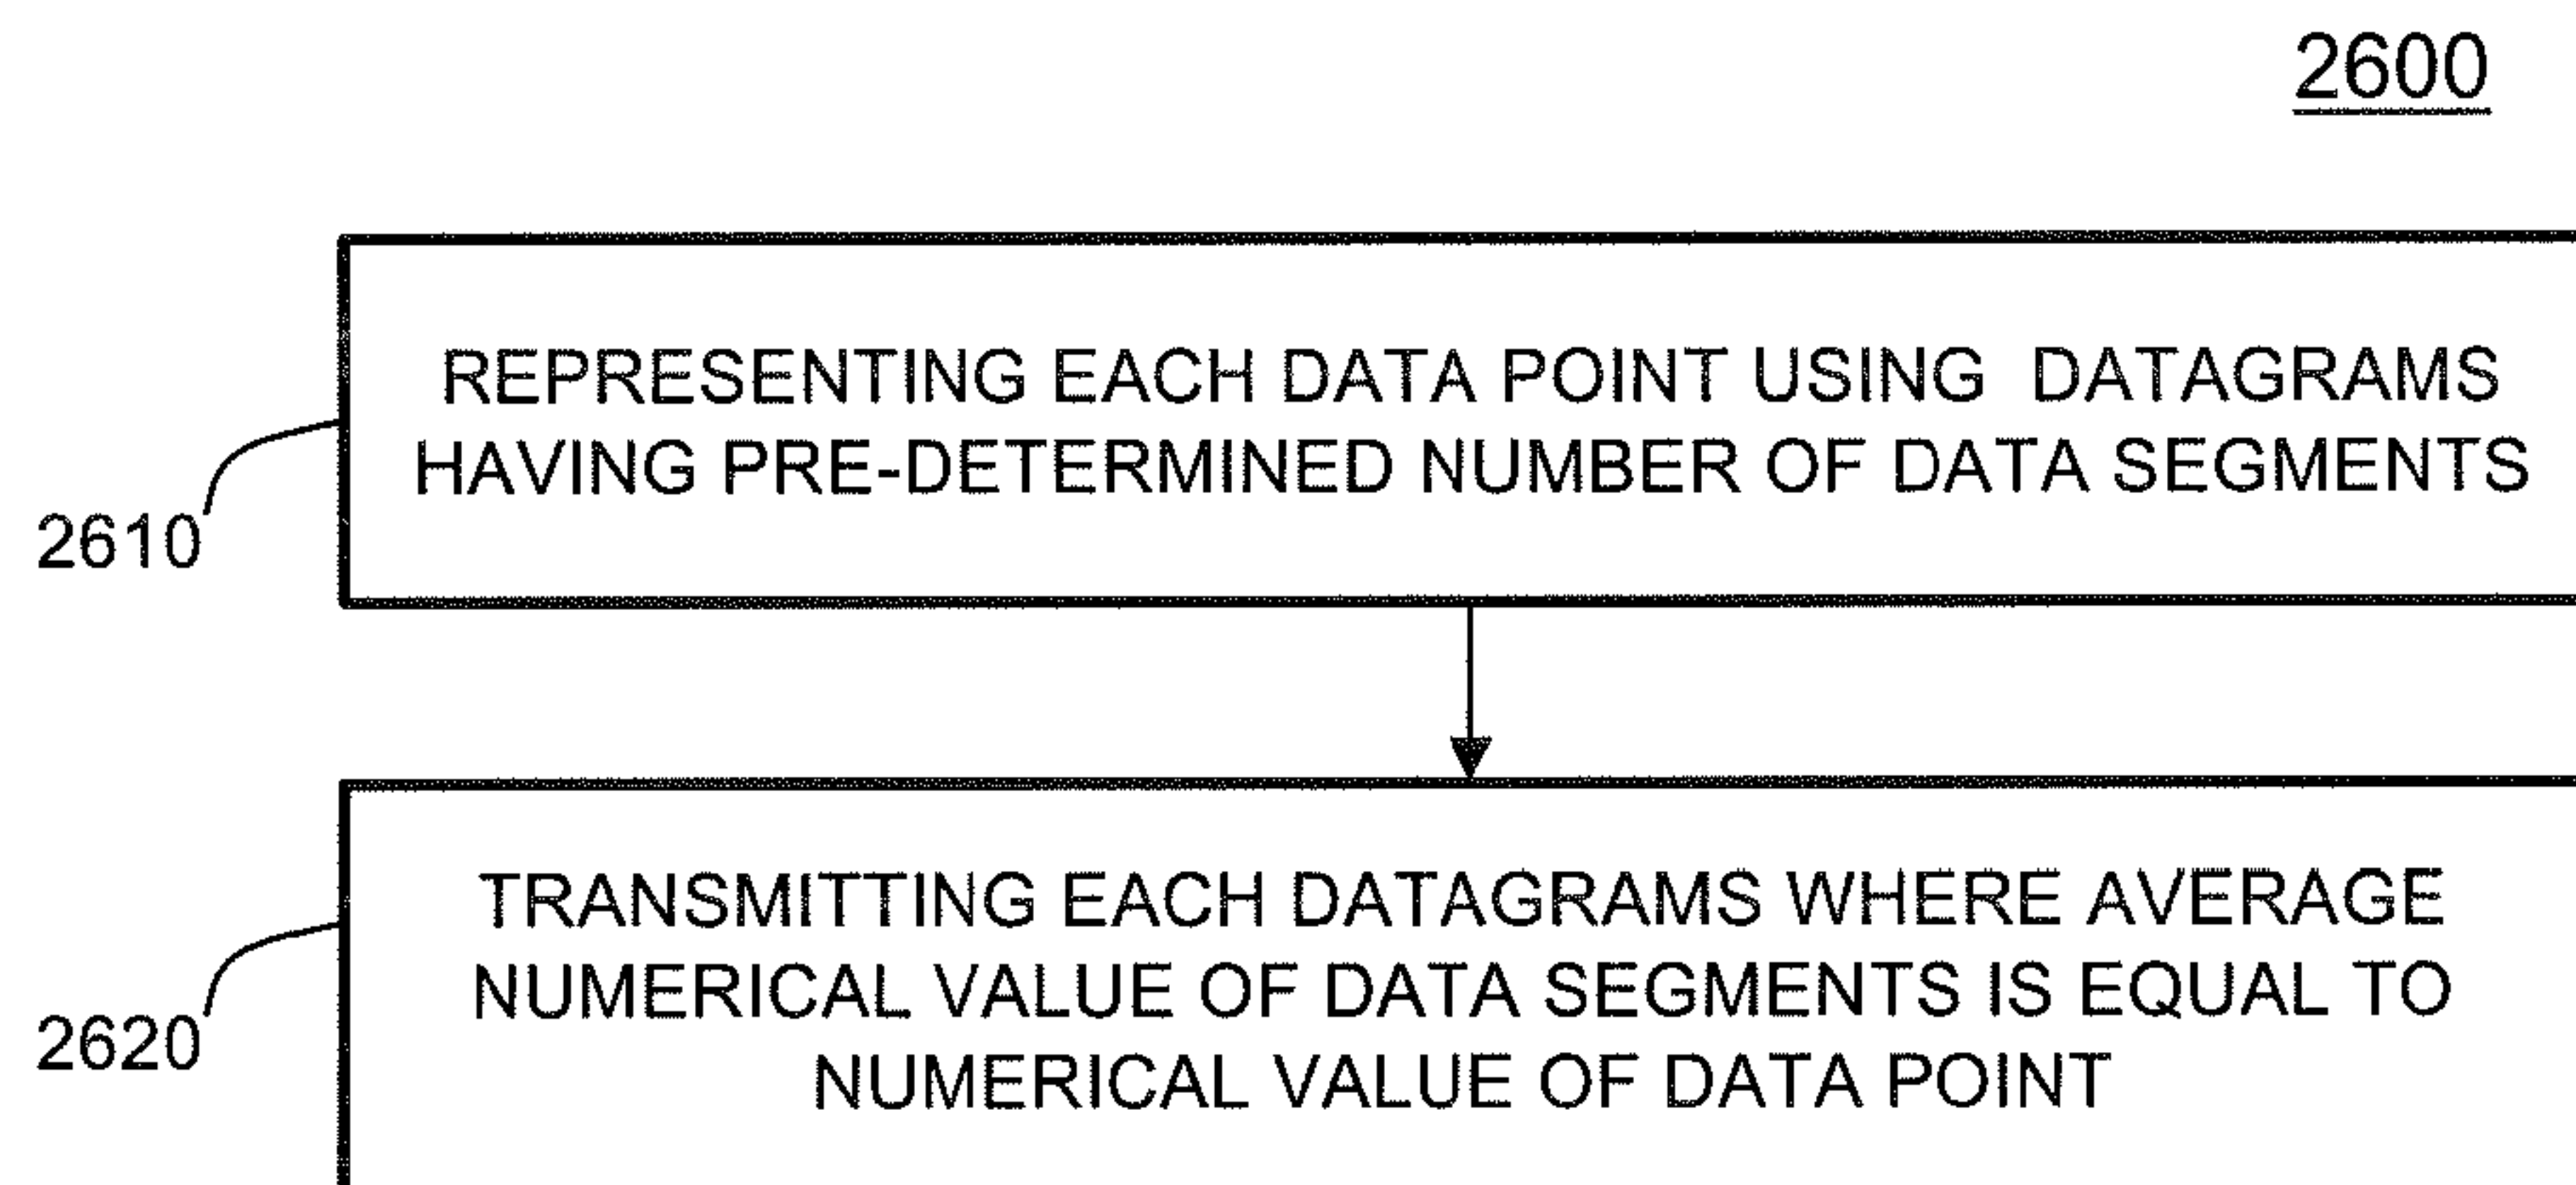 2600
REPRESENTING EACH DATA POINT USING DATAGRAMS
HAVING PRE-DETERMINED NUMBER OF DATA SEGMENTS
2610
TRANSMITTING EACH DATAGRAMS WHERE AVERAGE
NUMERICAL VALUE OF DATA SEGMENTS IS EQUAL TO
NUMERICAL VALUE OF DATA POINT
2620